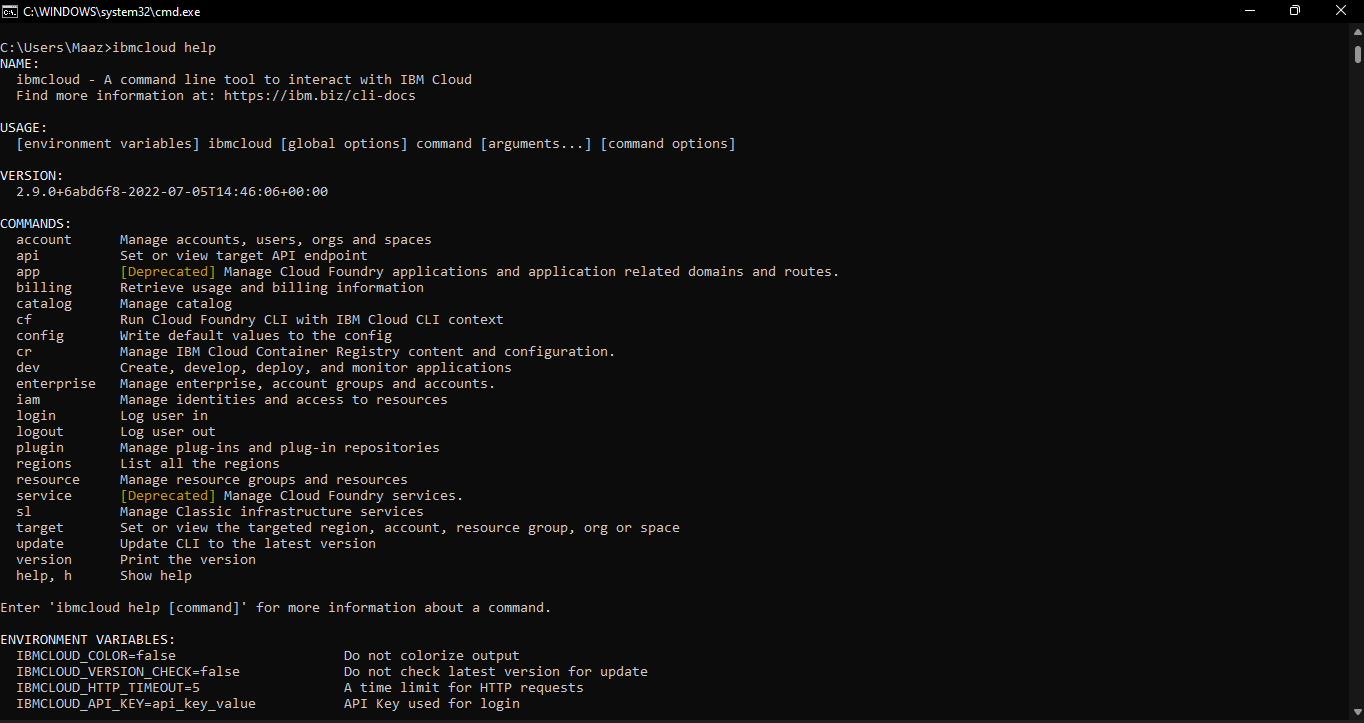 C:\WINDOWS\system32\cmd.exe
C:\Users\Maaz>ibmcloud help
NAME:
ibmcloud - A command line tool to interact with IBM Cloud
Find more information at: https://ibm.biz/cli-docs
USAGE:
[environment variables] ibmcloud [global options] command [arguments...] [command options]
VERSION:
2.9.0+6abd6f8-2022-07-05T14:46:06+00:00
COMMANDS:
account Manage accounts, users, orgs and spaces
api Set or view target API endpoint
app [Deprecated] Manage Cloud Foundry applications and application related domains and routes.
billing Retrieve usage and billing information
catalog Manage catalog
cf Run Cloud Foundry CLI with IBM Cloud CLI context
config Write default values to the config
cr Manage IBM Cloud Container Registry content and configuration.
dev Create, develop, deploy, and monitor applications
enterprise Manage enterprise, account groups and accounts.
iam Manage identities and access to resources
login Log user in
logout Log user out
plugin Manage plug-ins and plug-in repositories
regions List all the regions
resource Manage resource groups and resources
service [Deprecated] Manage Cloud Foundry services.
sl Manage Classic infrastructure services
target Set or view the targeted region, account, resource group, org or space
update Update CLI to the latest version
version Print the version
help, h Show help
Enter 'ibmcloud help [command]' for more information about a command.
ENVIRONMENT VARIABLES:
IBMCLOUD_COLOR=false Do not colorize output
IBMCLOUD_VERSION_CHECK=false Do not check latest version for update
IBMCLOUD_HTTP_TIMEOUT=5 A time limit for HTTP requests
IBMCLOUD_API_KEY=api_key_value API Key used for login